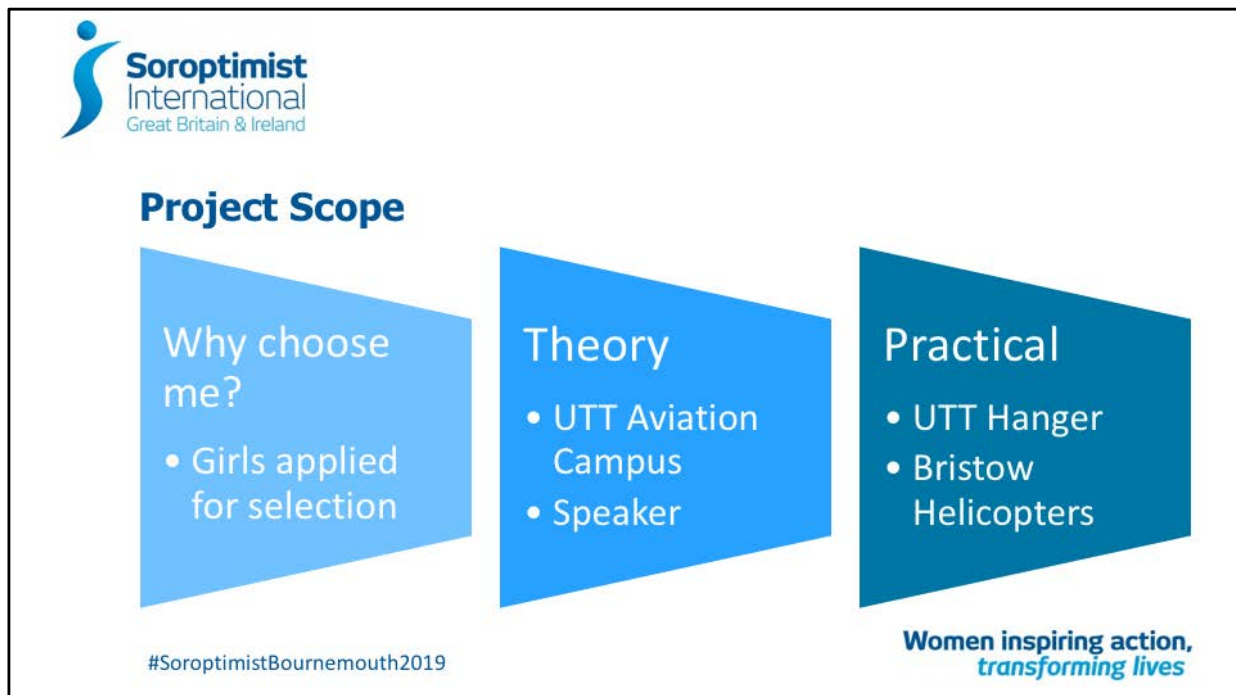 Soroptimist
International
Great Britain & Ireland
Project Scope
Why choose
me?
• Girls applied
for selection
Theory
• UTT Aviation
Campus
• Speaker
Practical
• UTT Hanger
• Bristow
Helicopters
#SoroptimistBournemouth2019
Women inspiring action,
transforming lives